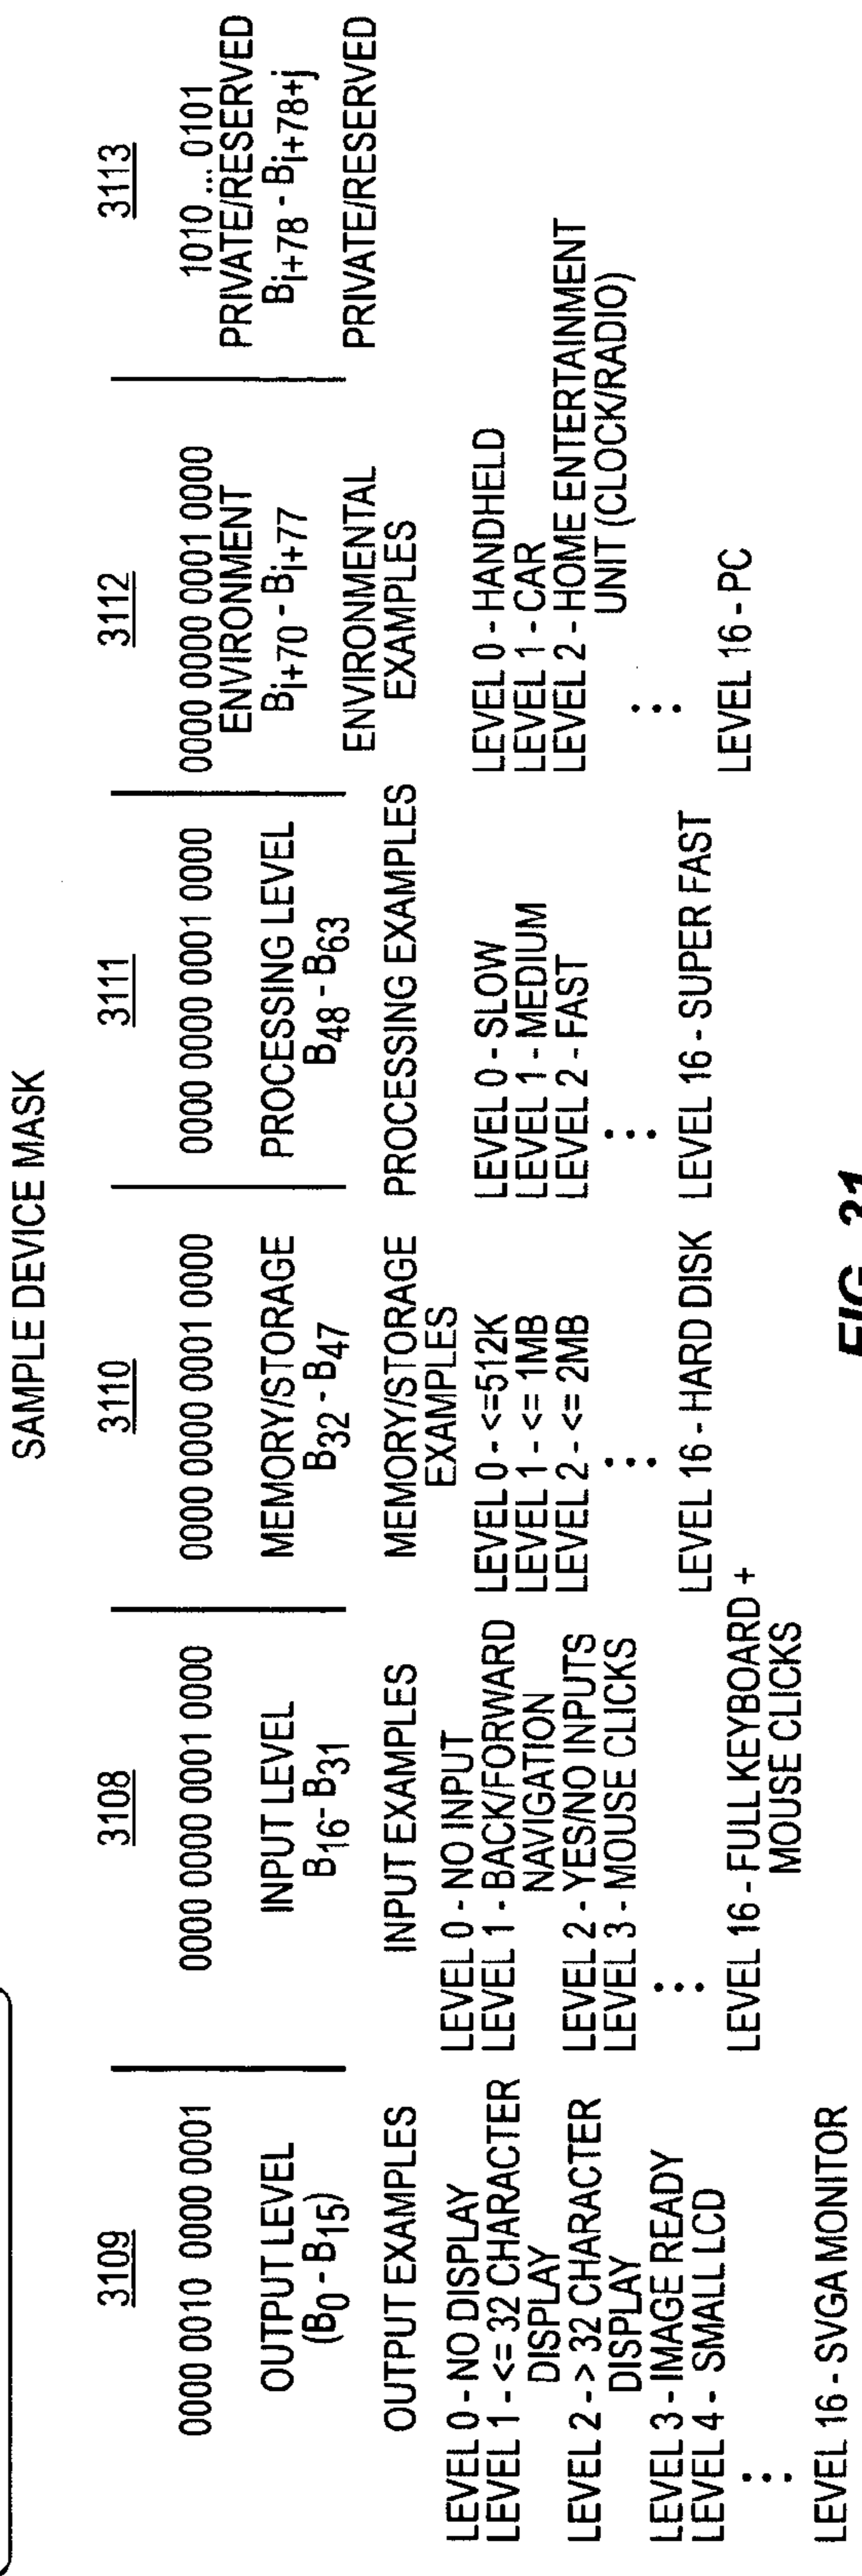 SAMPLE DEVICE MASK
3109
0000 0010 0000 0001
OUTPUT LEVEL
(B0 - B15)
OUTPUT EXAMPLES
LEVEL 0 - NO DISPLAY
LEVEL 1 - <= 32 CHARACTER
DISPLAY
LEVEL 2 - > 32 CHARACTER
DISPLAY
LEVEL 3 - IMAGE READY
LEVEL 4 - SMALL LCD
⋮
LEVEL 16 - SVGA MONITOR
3108
0000 0000 0001 0000
INPUT LEVEL
B16 - B31
INPUT EXAMPLES
LEVEL 0 - NO INPUT
LEVEL 1 - BACK/FORWARD
NAVIGATION
LEVEL 2 - YES/NO INPUTS
LEVEL 3 - MOUSE CLICKS
⋮
LEVEL 16 - FULL KEYBOARD +
MOUSE CLICKS
3110
0000 0000 0001 0000
MEMORY/STORAGE
B32 - B47
MEMORY/STORAGE
EXAMPLES
LEVEL 0 - <=512K
LEVEL 1 - <= 1MB
LEVEL 2 - <= 2MB
⋮
LEVEL 16 - HARD DISK
3111
0000 0000 0001 0000
PROCESSING LEVEL
B48 - B63
PROCESSING EXAMPLES
LEVEL 0 - SLOW
LEVEL 1 - MEDIUM
LEVEL 2 - FAST
⋮
LEVEL 16 - SUPER FAST
3112
0000 0000 0001 0000
ENVIRONMENT
Bi+70 - Bi+77
ENVIRONMENTAL
EXAMPLES
LEVEL 0 - HANDHELD
LEVEL 1 - CAR
LEVEL 2 - HOME ENTERTAINMENT
UNIT (CLOCK/RADIO)
⋮
LEVEL 16 - PC
3113
1010 ... 0101
PRIVATE/RESERVED
Bi+78 - Bi+78+j
PRIVATE/RESERVED
FIG. 31